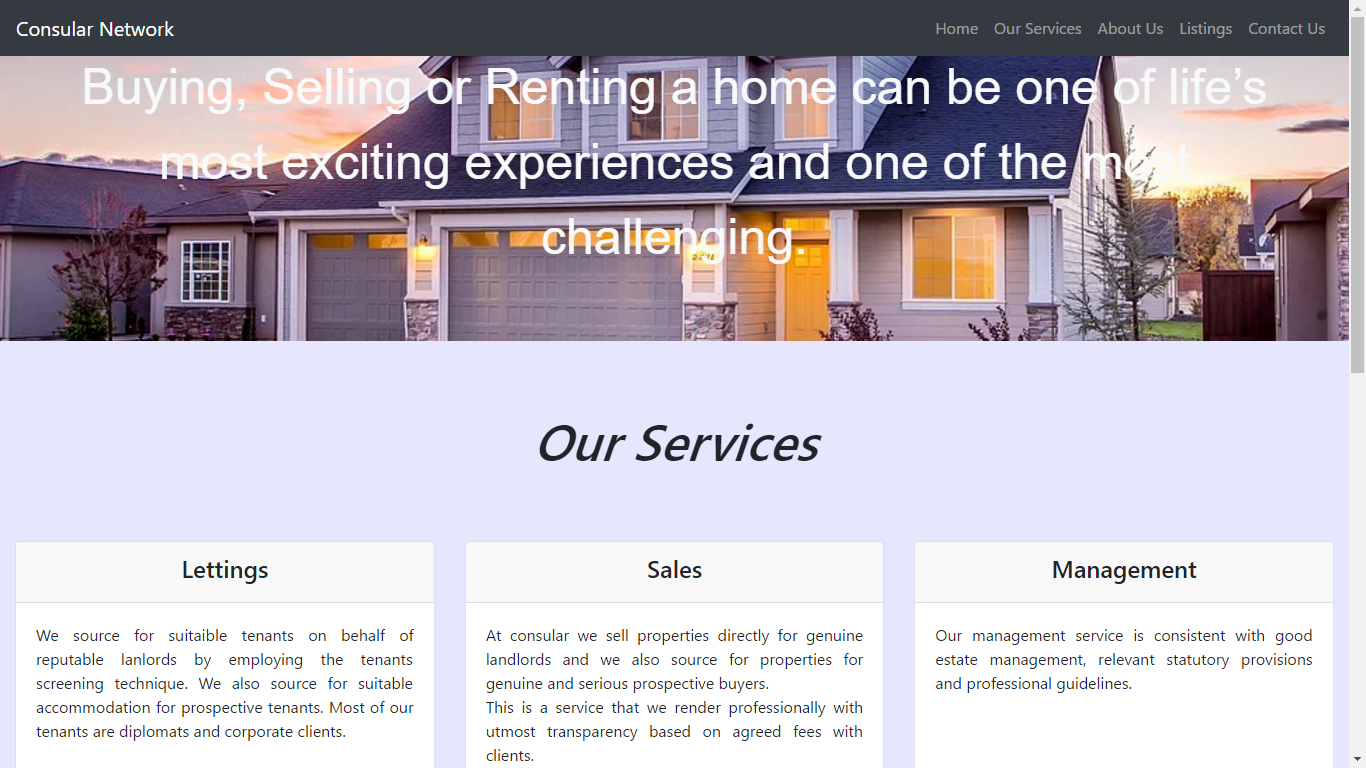 Consular Network
Home Our Services About Us Listings Contact Us
Buying, Selling or Renting a home can be one of life’s
most exciting experiences and one of the most
challenging.
Our Services
Lettings
We source for suitaible tenants on behalf of
reputable lanlords by employing the tenants
screening technique. We also source for suitable
accommodation for prospective tenants. Most of our
tenants are diplomats and corporate clients.
Sales
At consular we sell properties directly for genuine
landlords and we also source for properties for
genuine and serious prospective buyers.
This is a service that we render professionally with
utmost transparency based on agreed fees with
clients.
Management
Our management service is consistent with good
estate management, relevant statutory provisions
and professional guidelines.